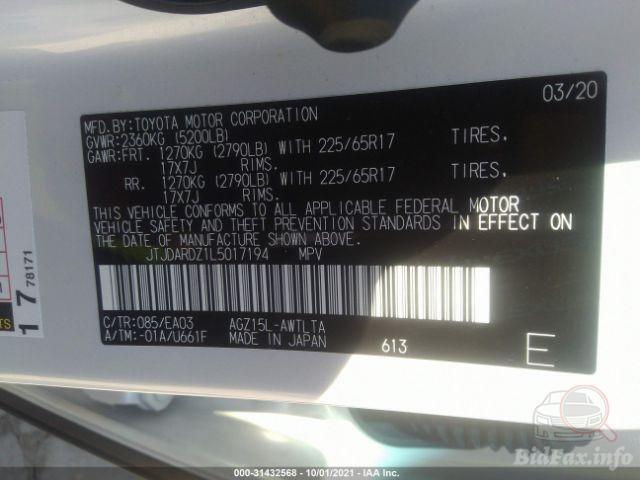 03/20
MFD.BY:TOYOTA MOTOR CORPORATION
GVWR:2360KG (5200LB)
GAWR:FRT. 1270KG (2790LB) WITH 225/65R17 TIRES,
17X7J RIMS.
RR. 1270KG (2790LB) WITH 225/65R17 TIRES,
17X7J RIMS.
THIS VEHICLE CONFORMS TO ALL APPLICABLE FEDERAL MOTOR
VEHICLE SAFETY AND THEFT PREVENTION STANDARDS IN EFFECT ON
THE DATE OF MANUFACTURE SHOWN ABOVE.
JTJDARDZ1L5017194 MPV
C/TR:085/EA03 AGZ15L-AWTLTA
A/TM:-01A/U661F MADE IN JAPAN
613
E
17
78171
000-31432568 - 10/01/2021 - IAA Inc.
BidFax.info